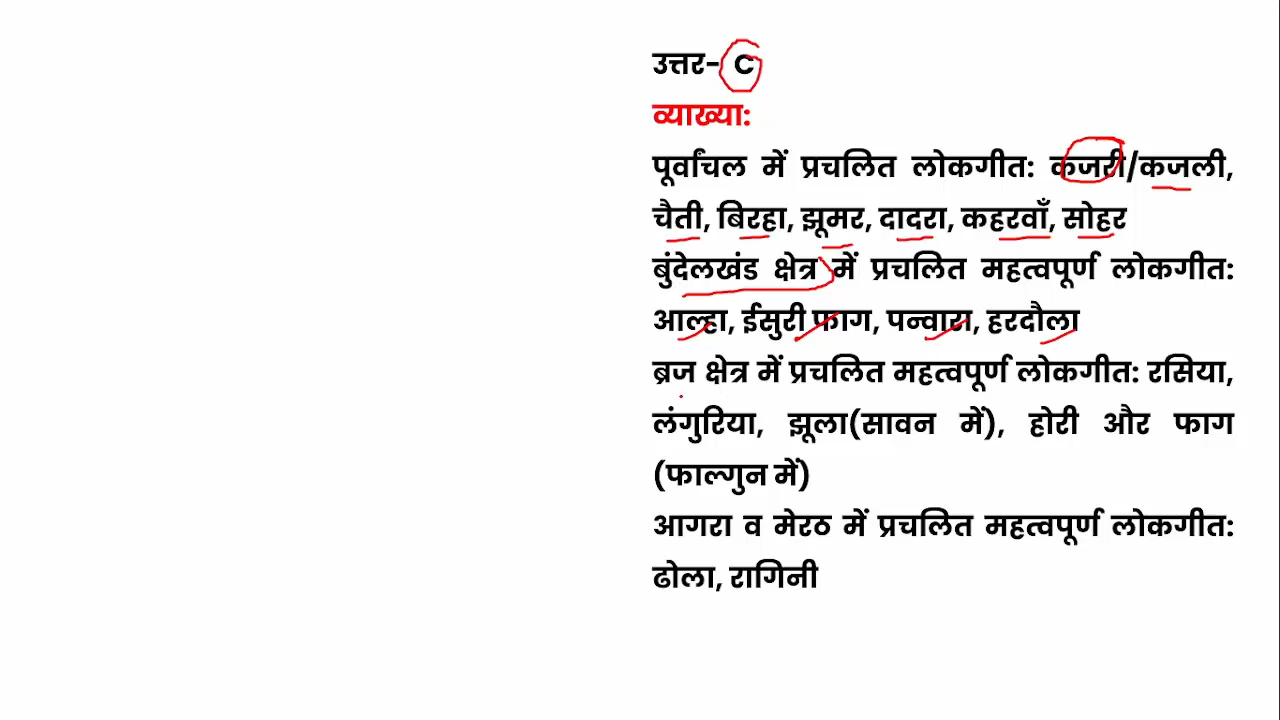 उत्तर- C
व्याख्या:
पूर्वांचल में प्रचलित लोकगीत: कजरी/कजली,
चैती, बिरहा, झूमर, दादरा, कहरवाँ, सोहर
बुंदेलखंड क्षेत्र में प्रचलित महत्वपूर्ण लोकगीत:
आल्हा, ईसुरी फाग, पन्वारा, हरदौला
ब्रज क्षेत्र में प्रचलित महत्वपूर्ण लोकगीत: रसिया,
लंगुरिया, झूला(सावन में), होरी और फाग
(फाल्गुन में)
आगरा व मेरठ में प्रचलित महत्वपूर्ण लोकगीत:
ढोला, रागिनी